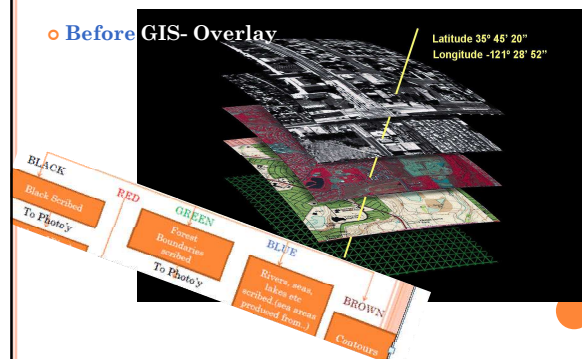 Before GIS- Overlay
Latitude 35º 45' 20”
Longitude -121º 28' 52”
BLACK
Black Scribed
To Photo'y
RED
GREEN
Forest
Boundaries
scribed
To Photo'y
BLUE
Rivers, seas,
lakes etc
scribed (sea areas
produced from..)
BROWN
Contours